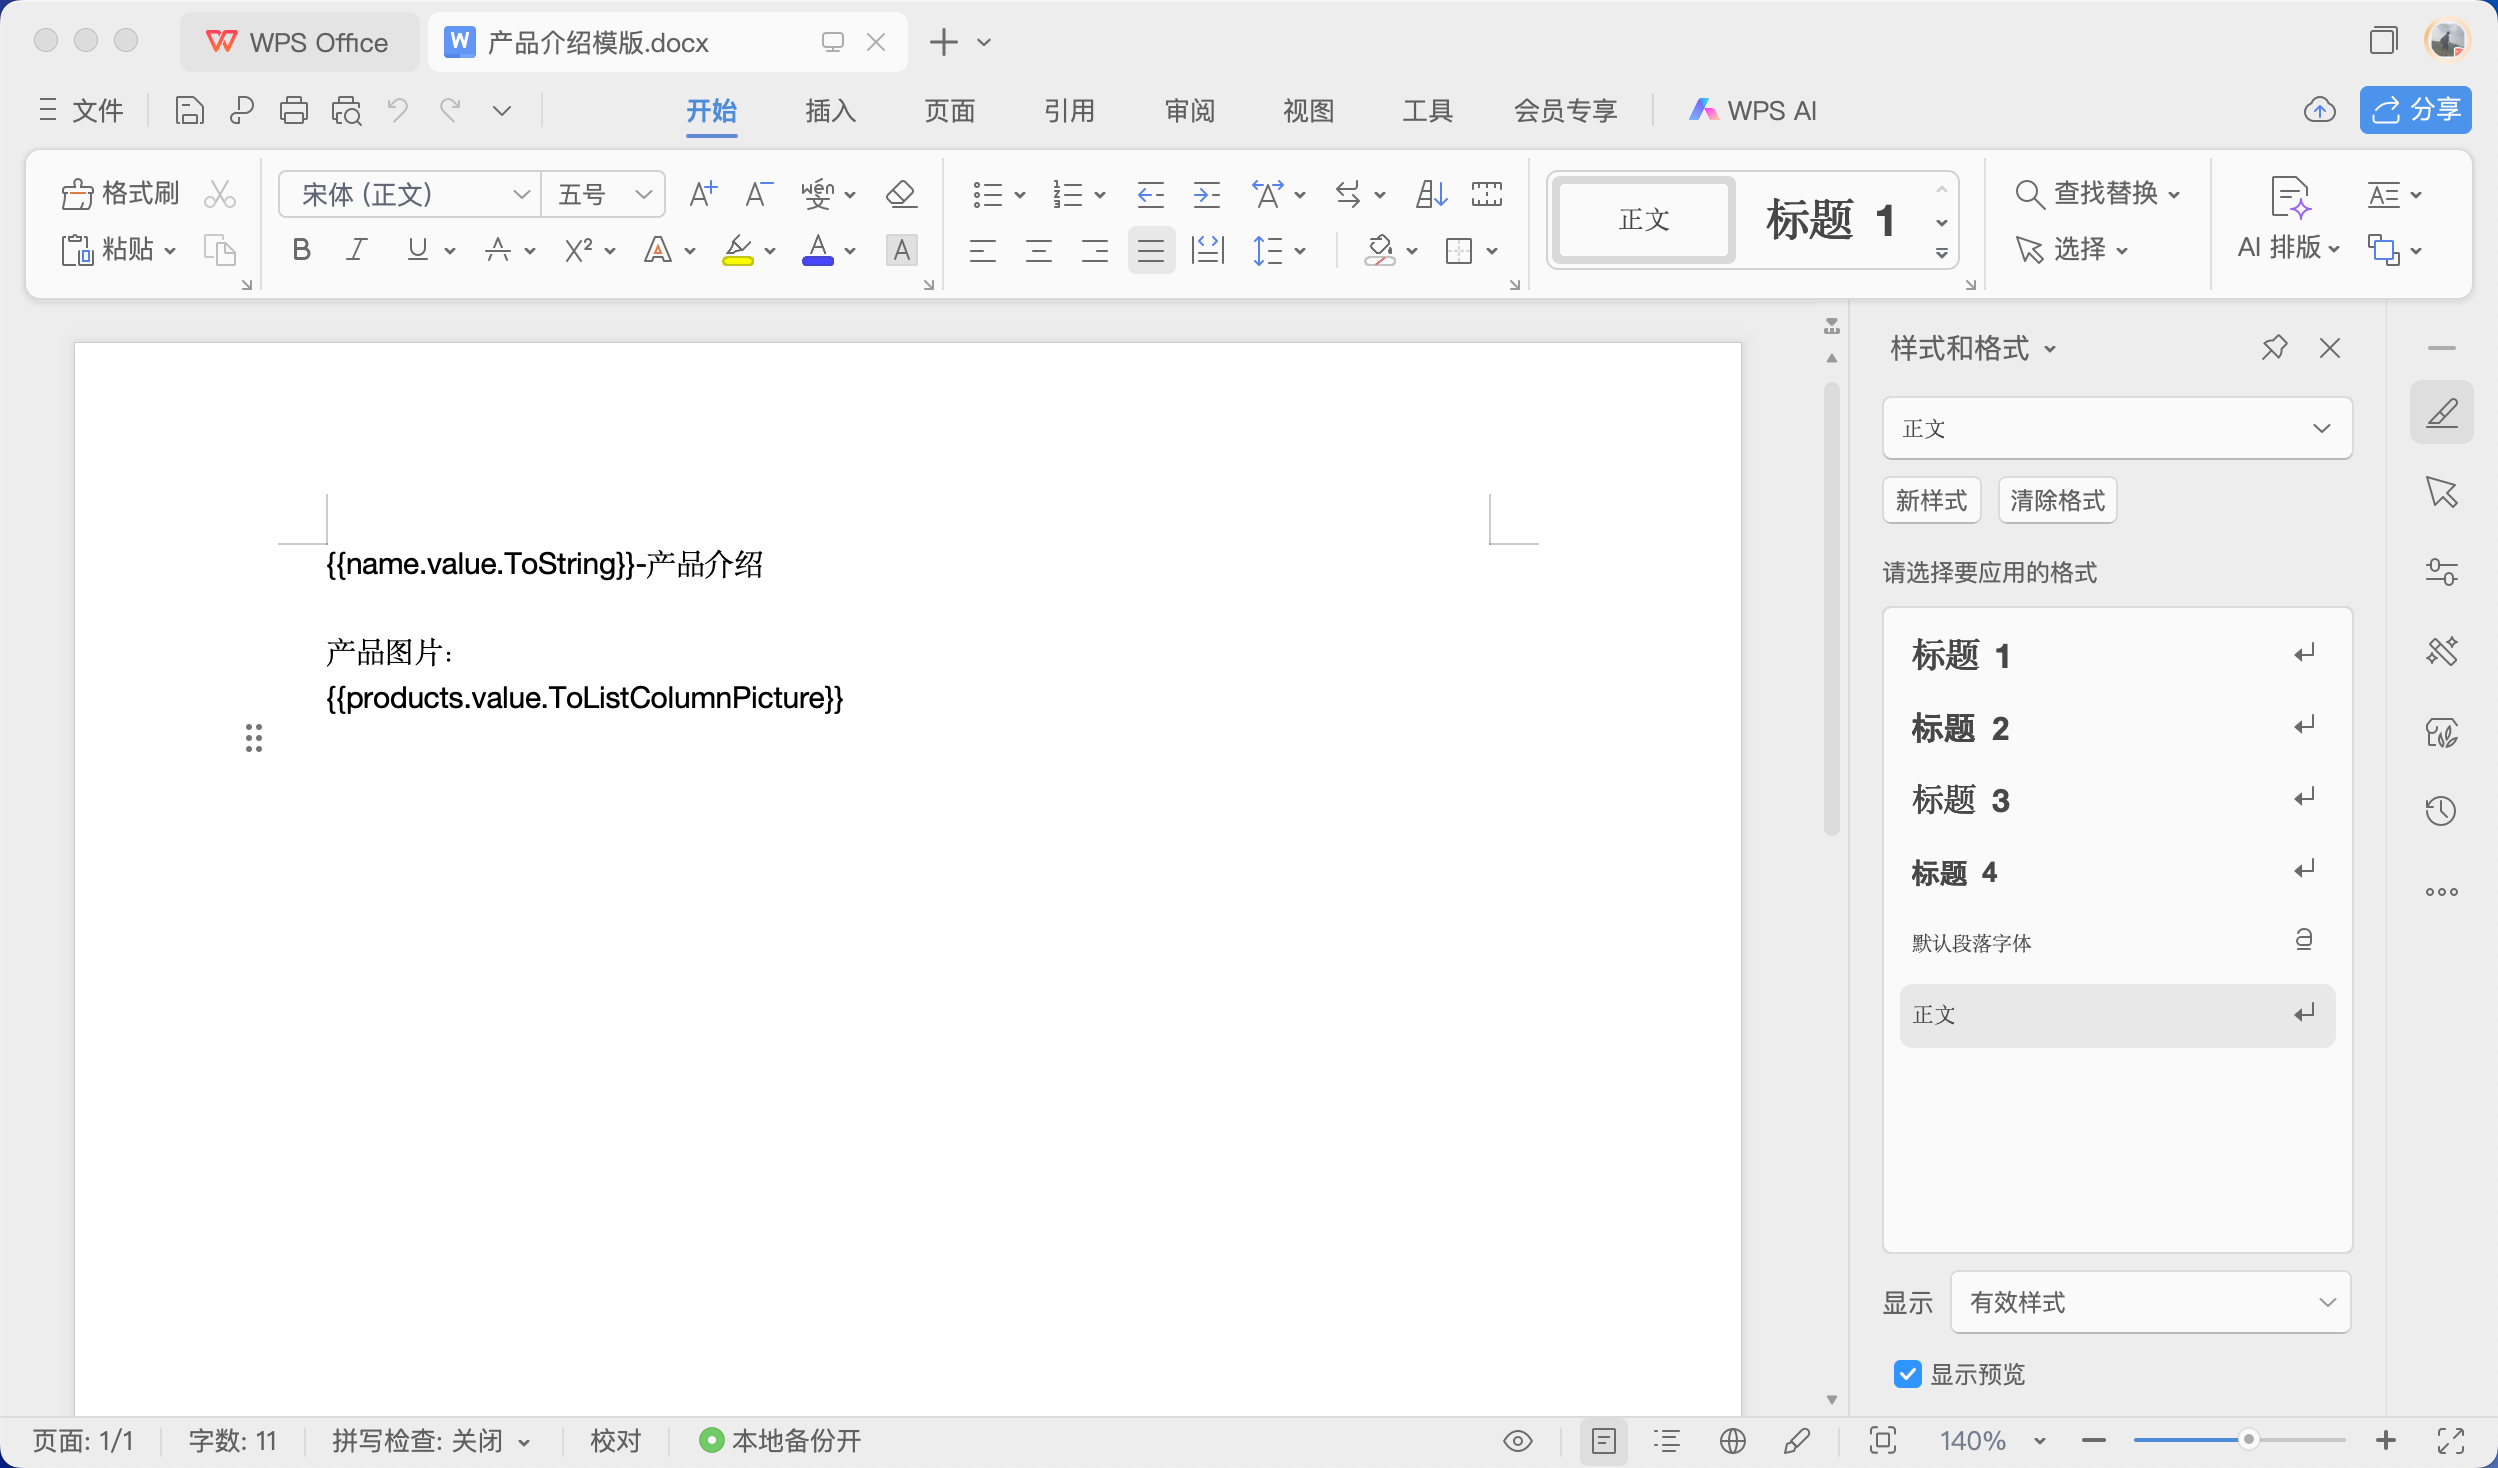 WPS Office
W 产品介绍模版.docx
文件
开始 插入 页面 引用 审阅 视图 工具 会员专享 WPS AI
分享
格式刷 宋体 (正文) 五号 A+ A- wén 变 正文 标题 1 查找替换
粘贴 B I U A X² A A A 选择 AI 排版
样式和格式
正文
新样式 清除格式
请选择要应用的格式
标题 1
标题 2
标题 3
标题 4
默认段落字体 a
正文
显示 有效样式
显示预览
{{name.value.ToString}}-产品介绍
产品图片：
{{products.value.ToListColumnPicture}}
页面: 1/1 字数: 11 拼写检查: 关闭 校对 本地备份开 140%